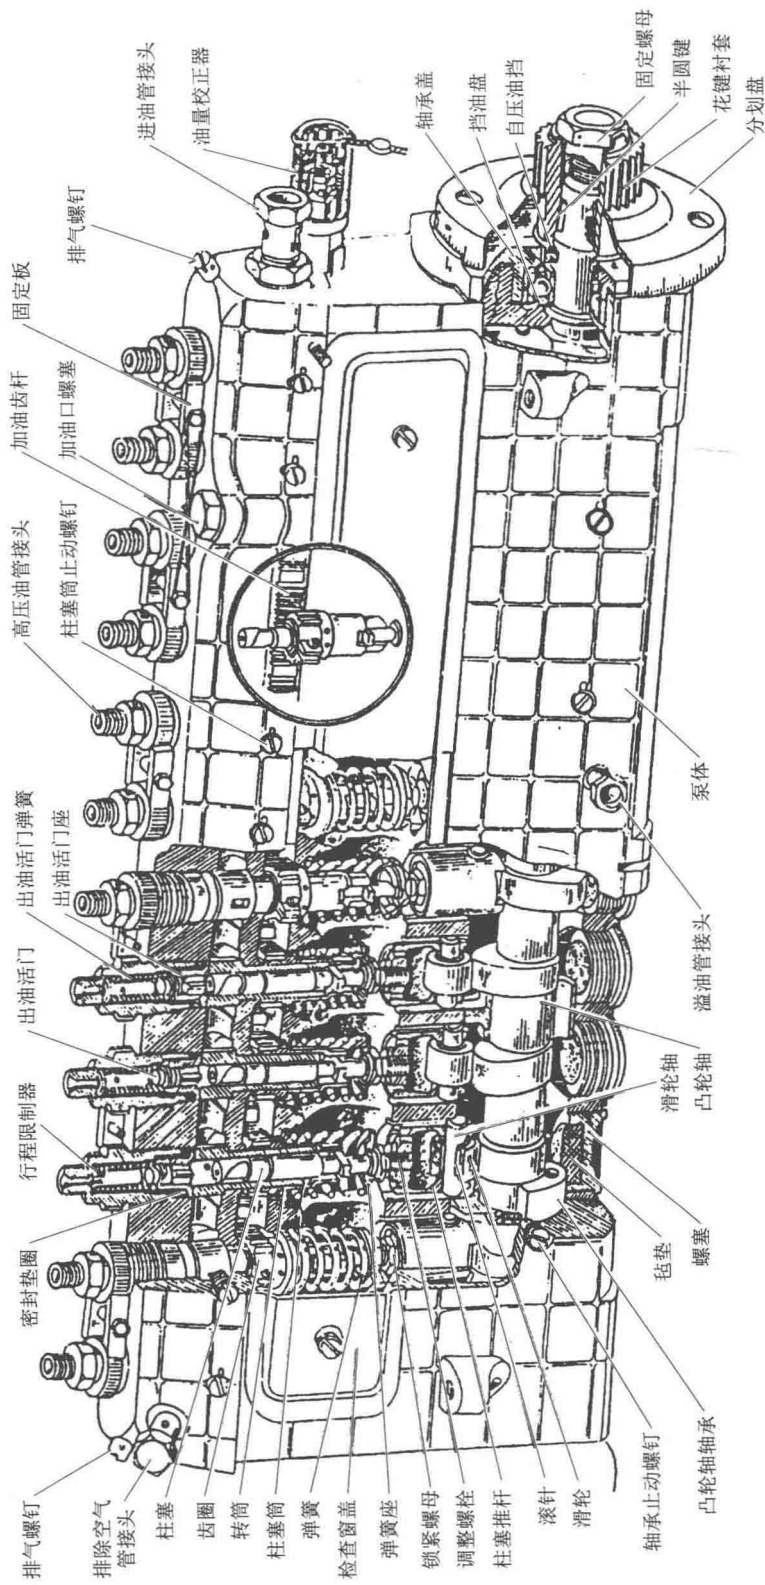 排气螺钉
排除空气
管接头
柱塞
齿圈
转筒
柱塞筒
弹簧
检查窗盖
弹簧座
锁紧螺母
调整螺栓
柱塞推杆
滚针
滑轮
轴承止动螺钉
凸轮轴轴承
密封垫圈
行程限制器
出油活门
出油活门弹簧
出油活门座
高压油管接头
柱塞筒止动螺钉
加油齿杆
加油口螺塞
固定板
排气螺钉
进油管接头
油量校正器
轴承盖
挡油盘
自压油挡
固定螺母
半圆键
花键衬套
分划盘
毡垫
螺塞
滑轮轴
凸轮轴
溢油管接头
泵体